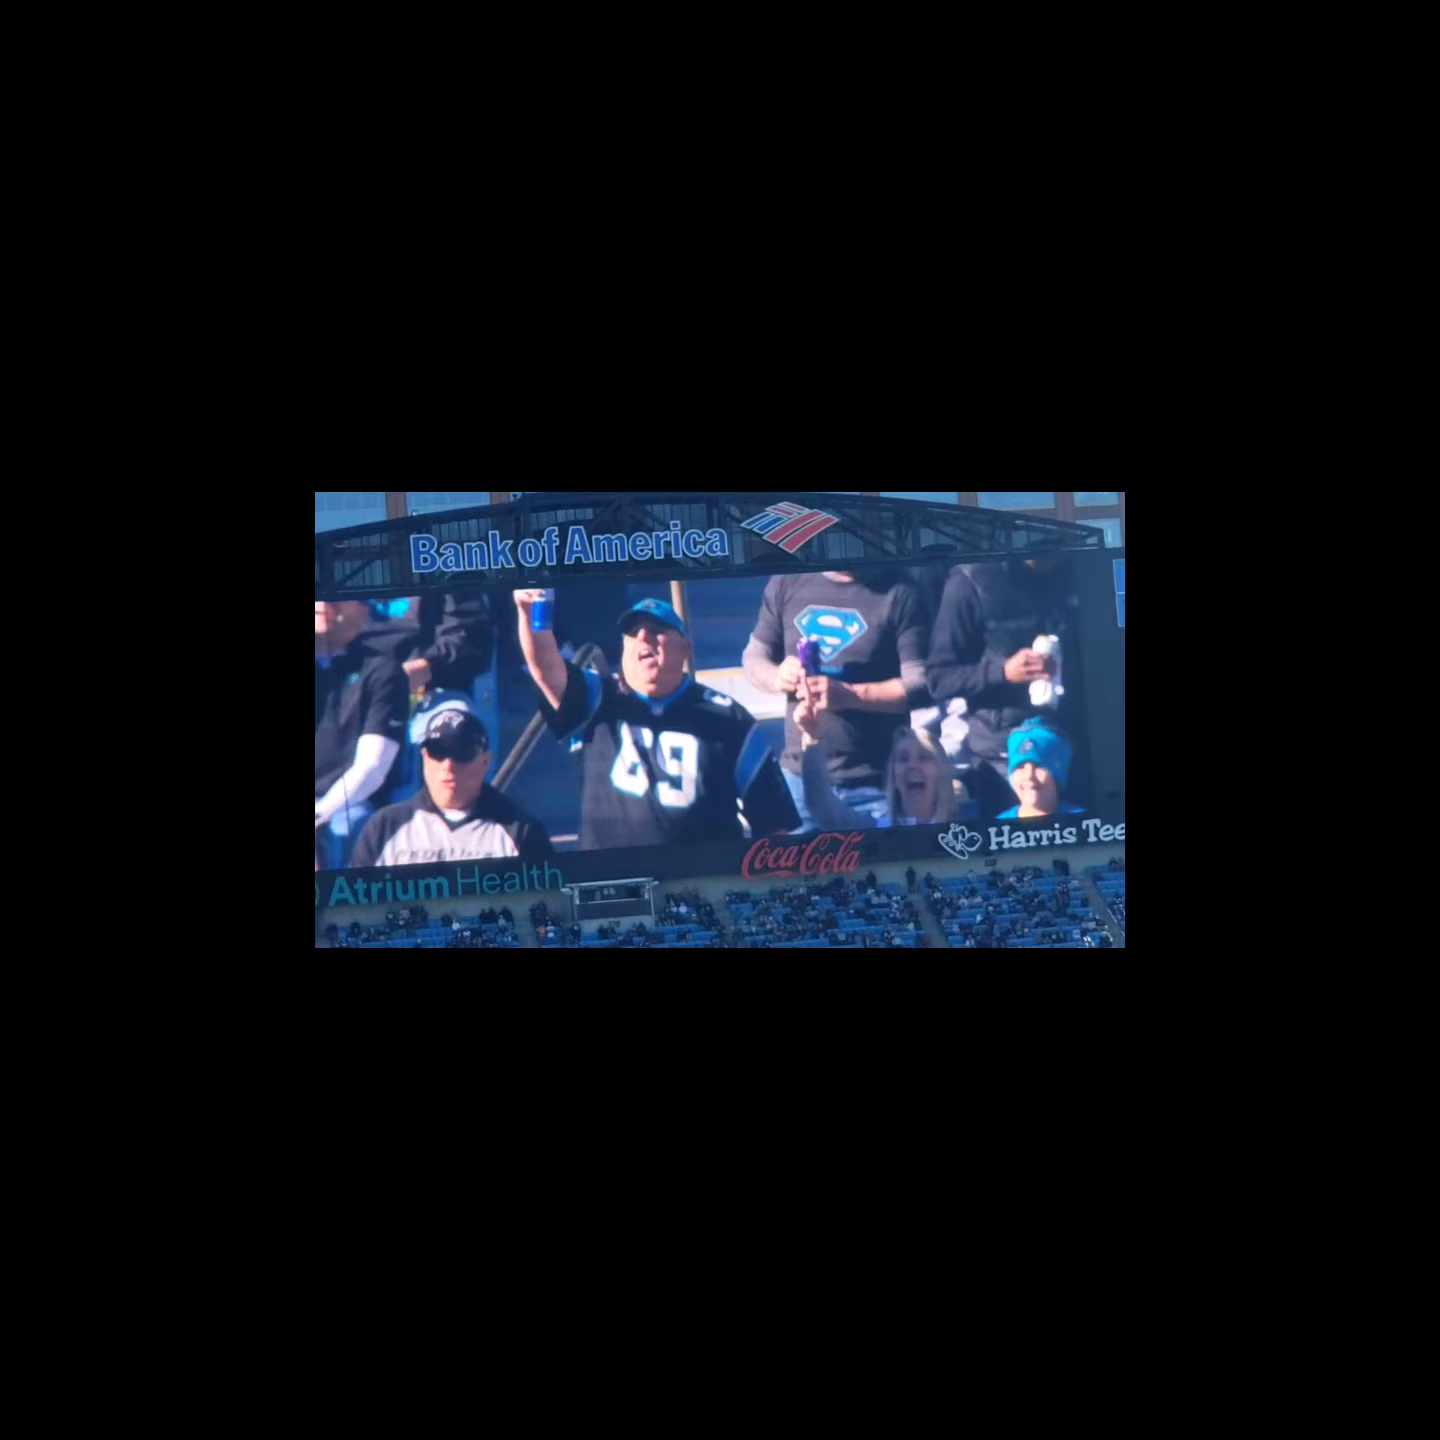 Bank of America
S
69
Coca-Cola
Harris Tee
Atrium Health